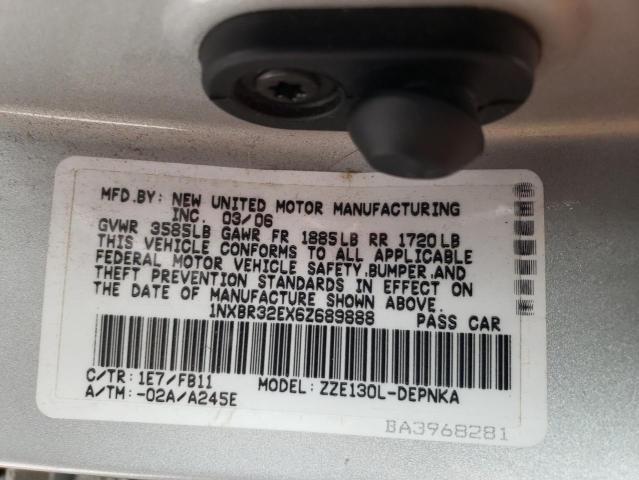 MFD.BY: NEW UNITED MOTOR MANUFACTURING
INC. 03/06
GVWR 3585LB GAWR FR 1885LB RR 1720LB
THIS VEHICLE CONFORMS TO ALL APPLICABLE
FEDERAL MOTOR VEHICLE SAFETY,BUMPER,AND
THEFT PREVENTION STANDARDS IN EFFECT ON
THE DATE OF MANUFACTURE SHOWN ABOVE.
1NXBR32EX6Z689888 PASS CAR
C/TR: 1E7/FB11 MODEL: ZZE130L-DEPNKA
A/TM: -02A/A245E
BA3968281